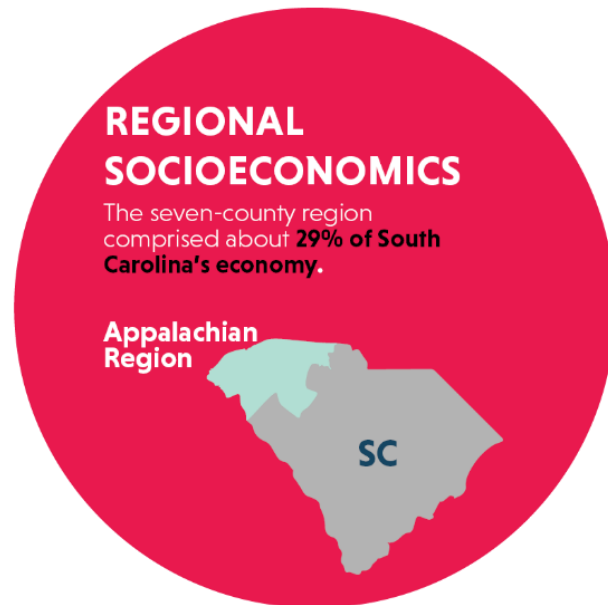 REGIONAL
SOCIOECONOMICS
The seven-county region
comprised about 29% of South
Carolina's economy.
Appalachian
Region
SC